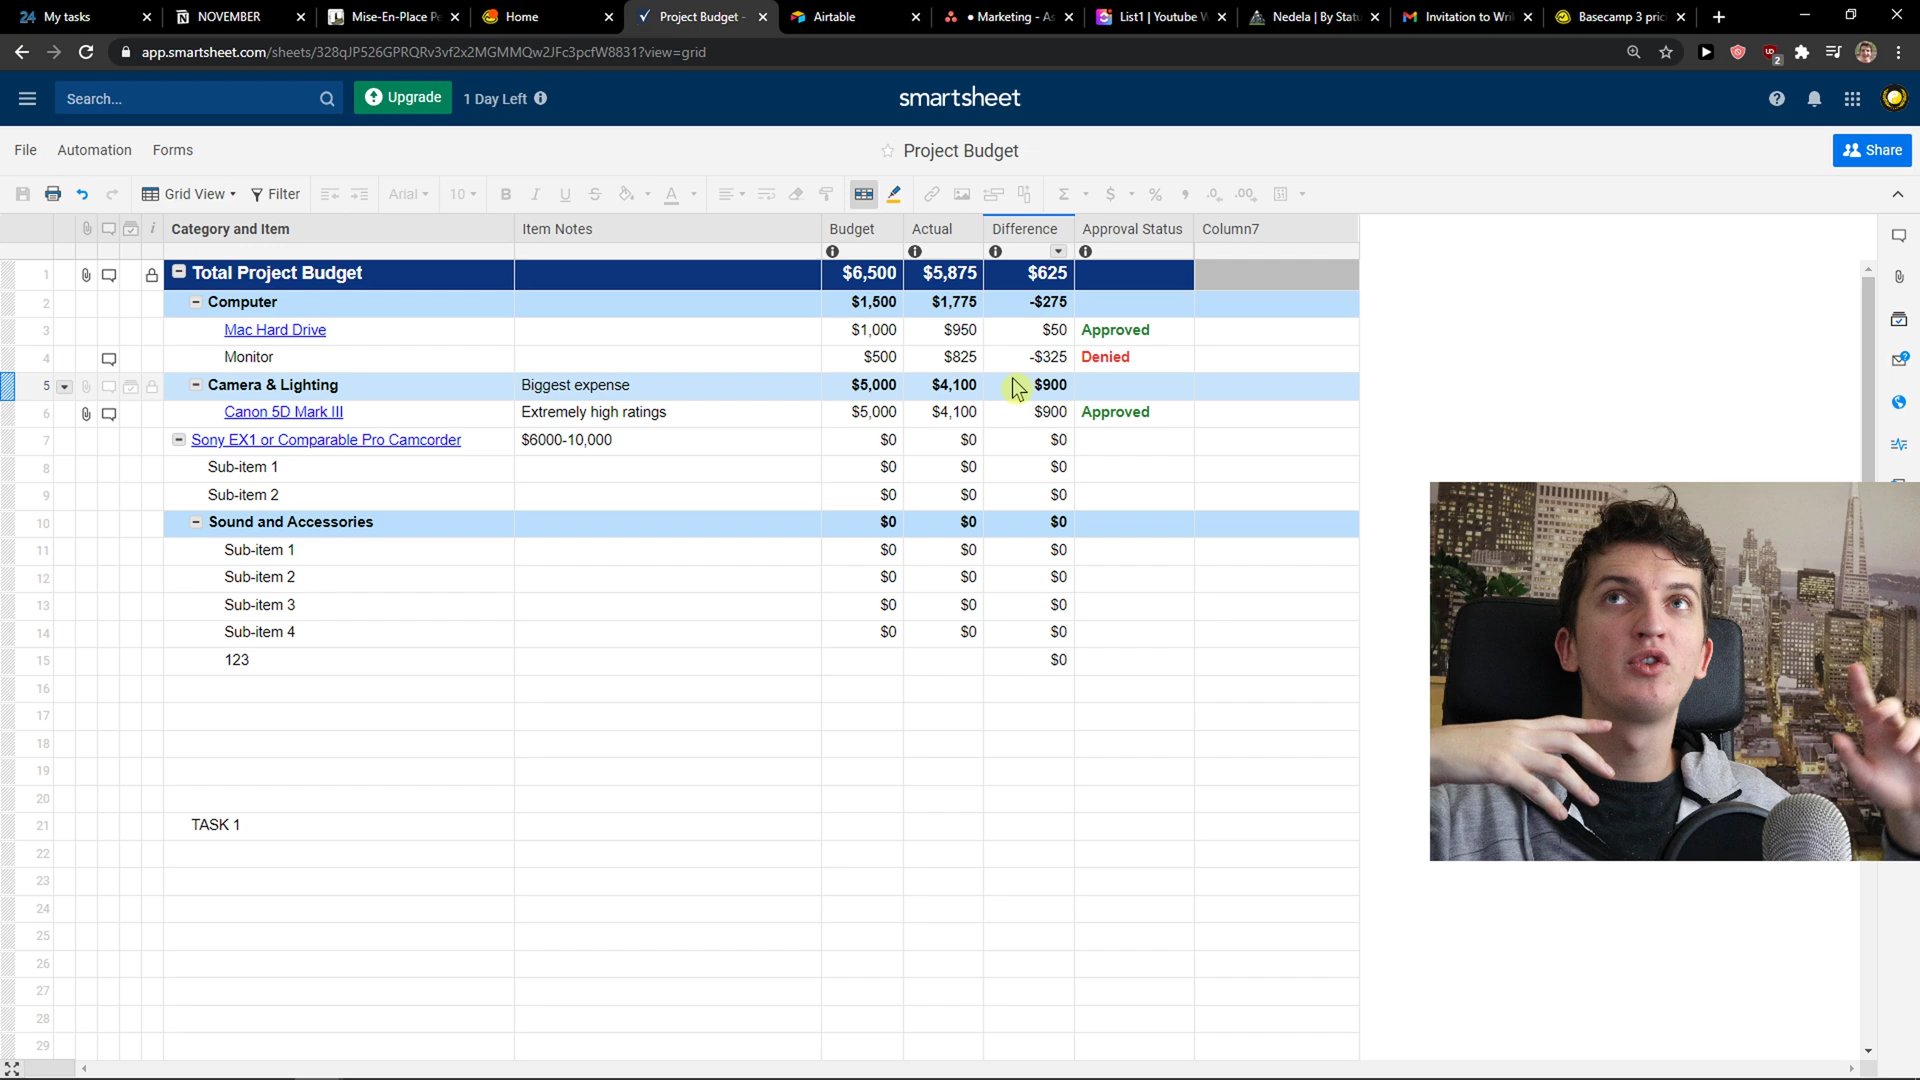 My tasks
NOVEMBER
Mise-En-Place Pe
Home
Project Budget -
Airtable
• Marketing - As
List1 | Youtube W
Nedela | By Statu
Invitation to Wri
Basecamp 3 pric
app.smartsheet.com/sheets/328qJP526GPRQRv3vf2x2MGMMQw2JFc3pcfW8831?view=grid
Search...
Upgrade
1 Day Left
smartsheet
File
Automation
Forms
Project Budget
Share
Grid View
Filter
Arial
10
Category and Item
Item Notes
Budget
Actual
Difference
Approval Status
Column7
1 Total Project Budget $6,500 $5,875 $625
2 Computer $1,500 $1,775 -$275
3 Mac Hard Drive $1,000 $950 $50 Approved
4 Monitor $500 $825 -$325 Denied
5 Camera & Lighting Biggest expense $5,000 $4,100 $900
6 Canon 5D Mark III Extremely high ratings $5,000 $4,100 $900 Approved
7 Sony EX1 or Comparable Pro Camcorder $6000-10,000 $0 $0 $0
8 Sub-item 1 $0 $0 $0
9 Sub-item 2 $0 $0 $0
10 Sound and Accessories $0 $0 $0
11 Sub-item 1 $0 $0 $0
12 Sub-item 2 $0 $0 $0
13 Sub-item 3 $0 $0 $0
14 Sub-item 4 $0 $0 $0
15 123 $0
16
17
18
19
20
21 TASK 1
22
23
24
25
26
27
28
29